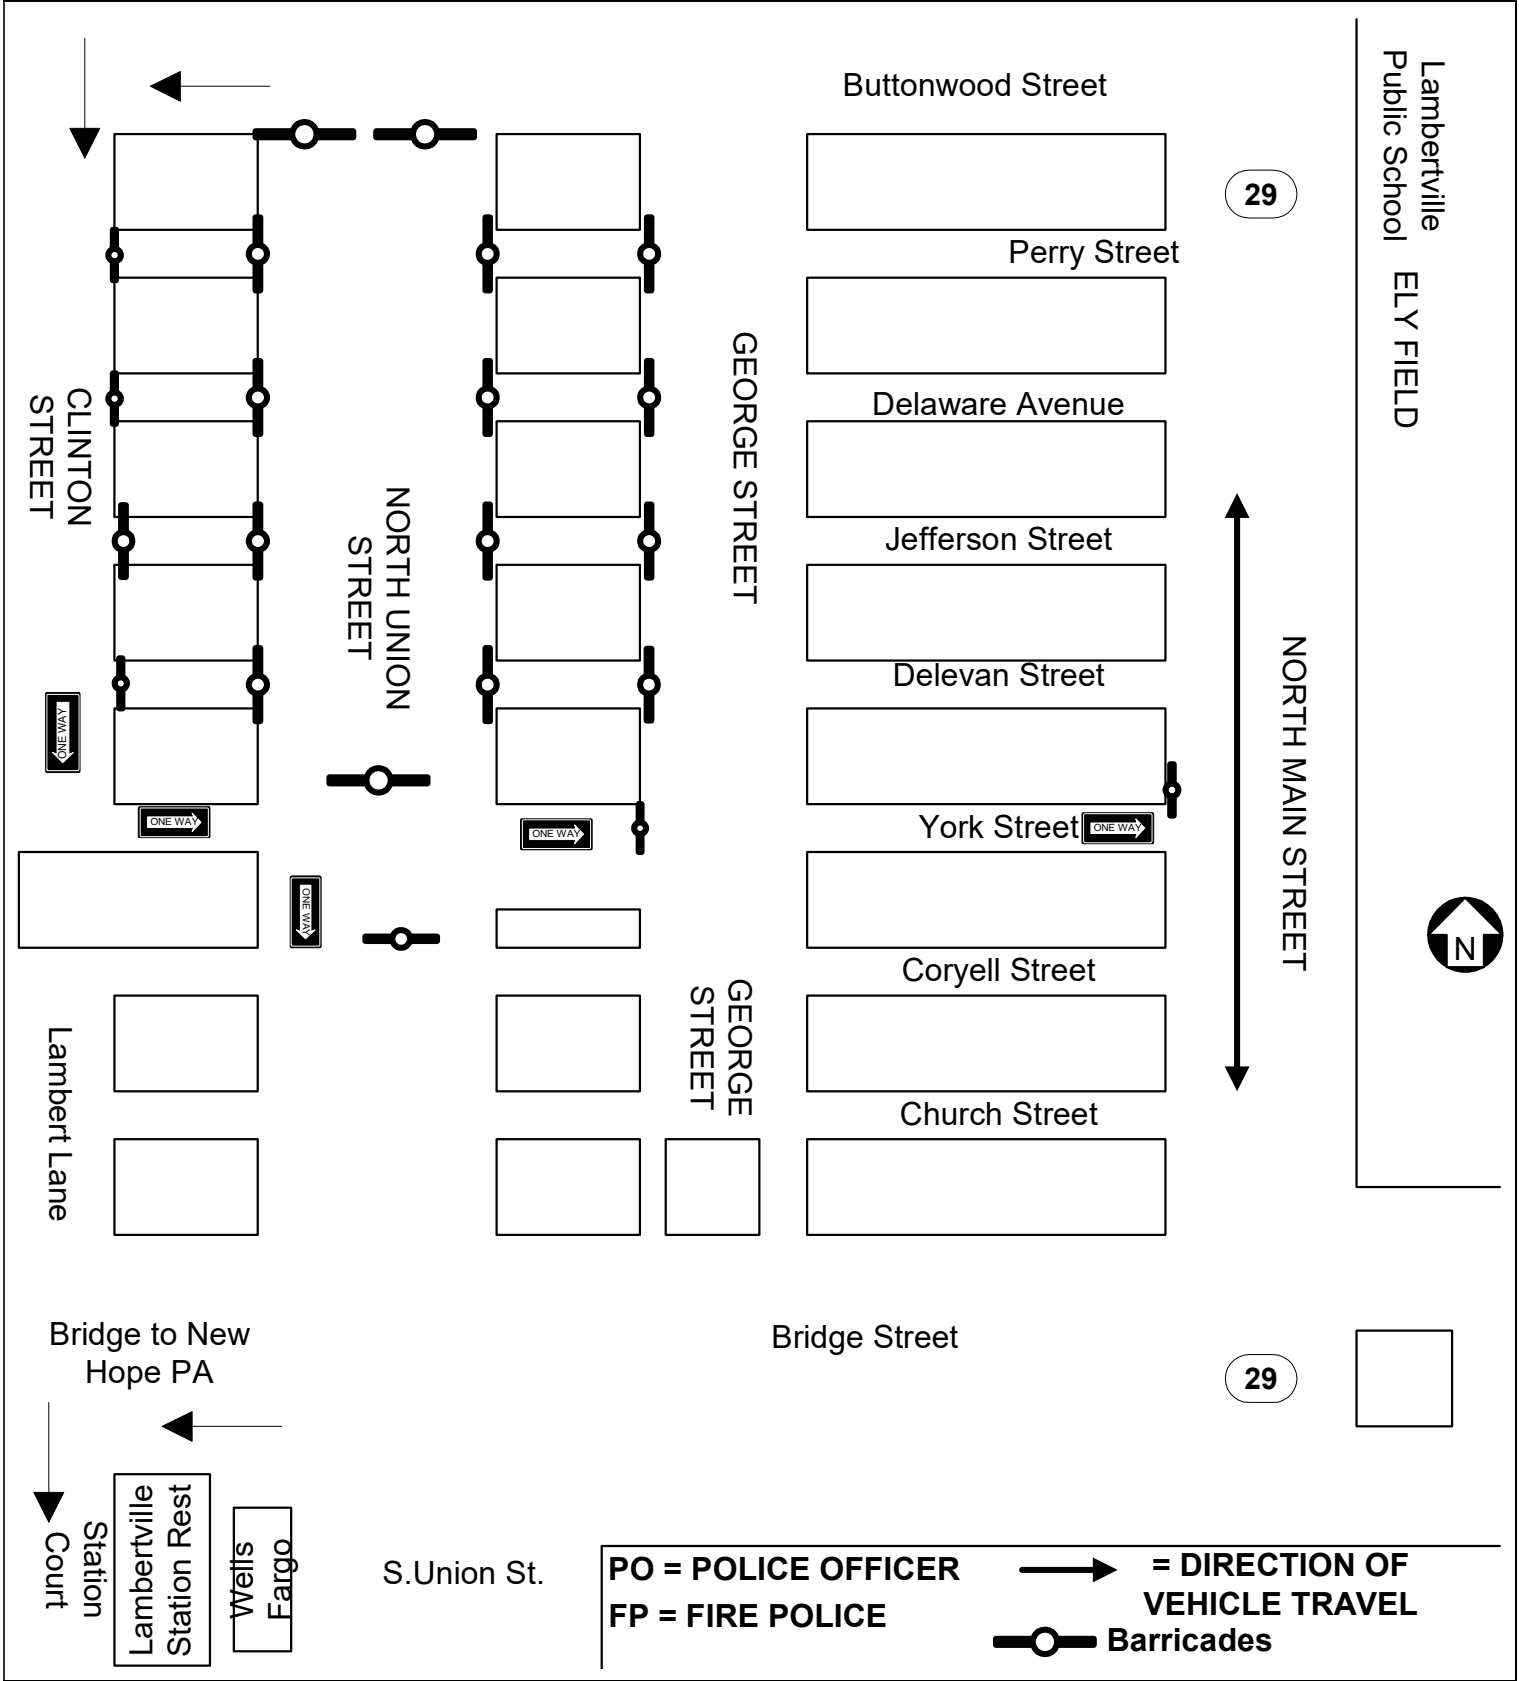 Buttonwood Street
Lambertville
Public School
29
Perry Street
ELY FIELD
GEORGE STREET
CLINTON
STREET
Delaware Avenue
NORTH UNION
STREET
Jefferson Street
NORTH MAIN STREET
Delevan Street
ONE WAY
ONE WAY
ONE WAY
York Street
ONE WAY
ONE WAY
N
Coryell Street
GEORGE
STREET
Lambert Lane
Church Street
Bridge to New
Hope PA
Bridge Street
29
Station
Court
Lambertville
Station Rest
Wells
Fargo
S.Union St.
PO = POLICE OFFICER
FP = FIRE POLICE
= DIRECTION OF
VEHICLE TRAVEL
Barricades